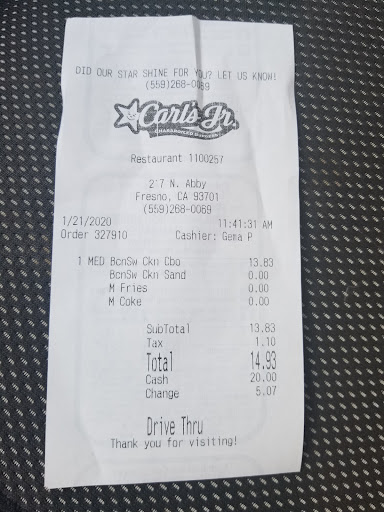 DID OUR STAR SHINE FOR YOU? LET US KNOW!
(559)268-0069
Carl's Jr.
CHARBROILED BURGERS
Restaurant 1100257
217 N. Abby
Fresno, CA 93701
(559)268-0069
1/21/2020 11:41:31 AM
Order 327910 Cashier: Gema P
1 MED BcnSw Ckn Cbo 13.83
BcnSw Ckn Sand 0.00
M Fries 0.00
M Coke 0.00
SubTotal 13.83
Tax 1.10
Total 14.93
Cash 20.00
Change 5.07
Drive Thru
Thank you for visiting!